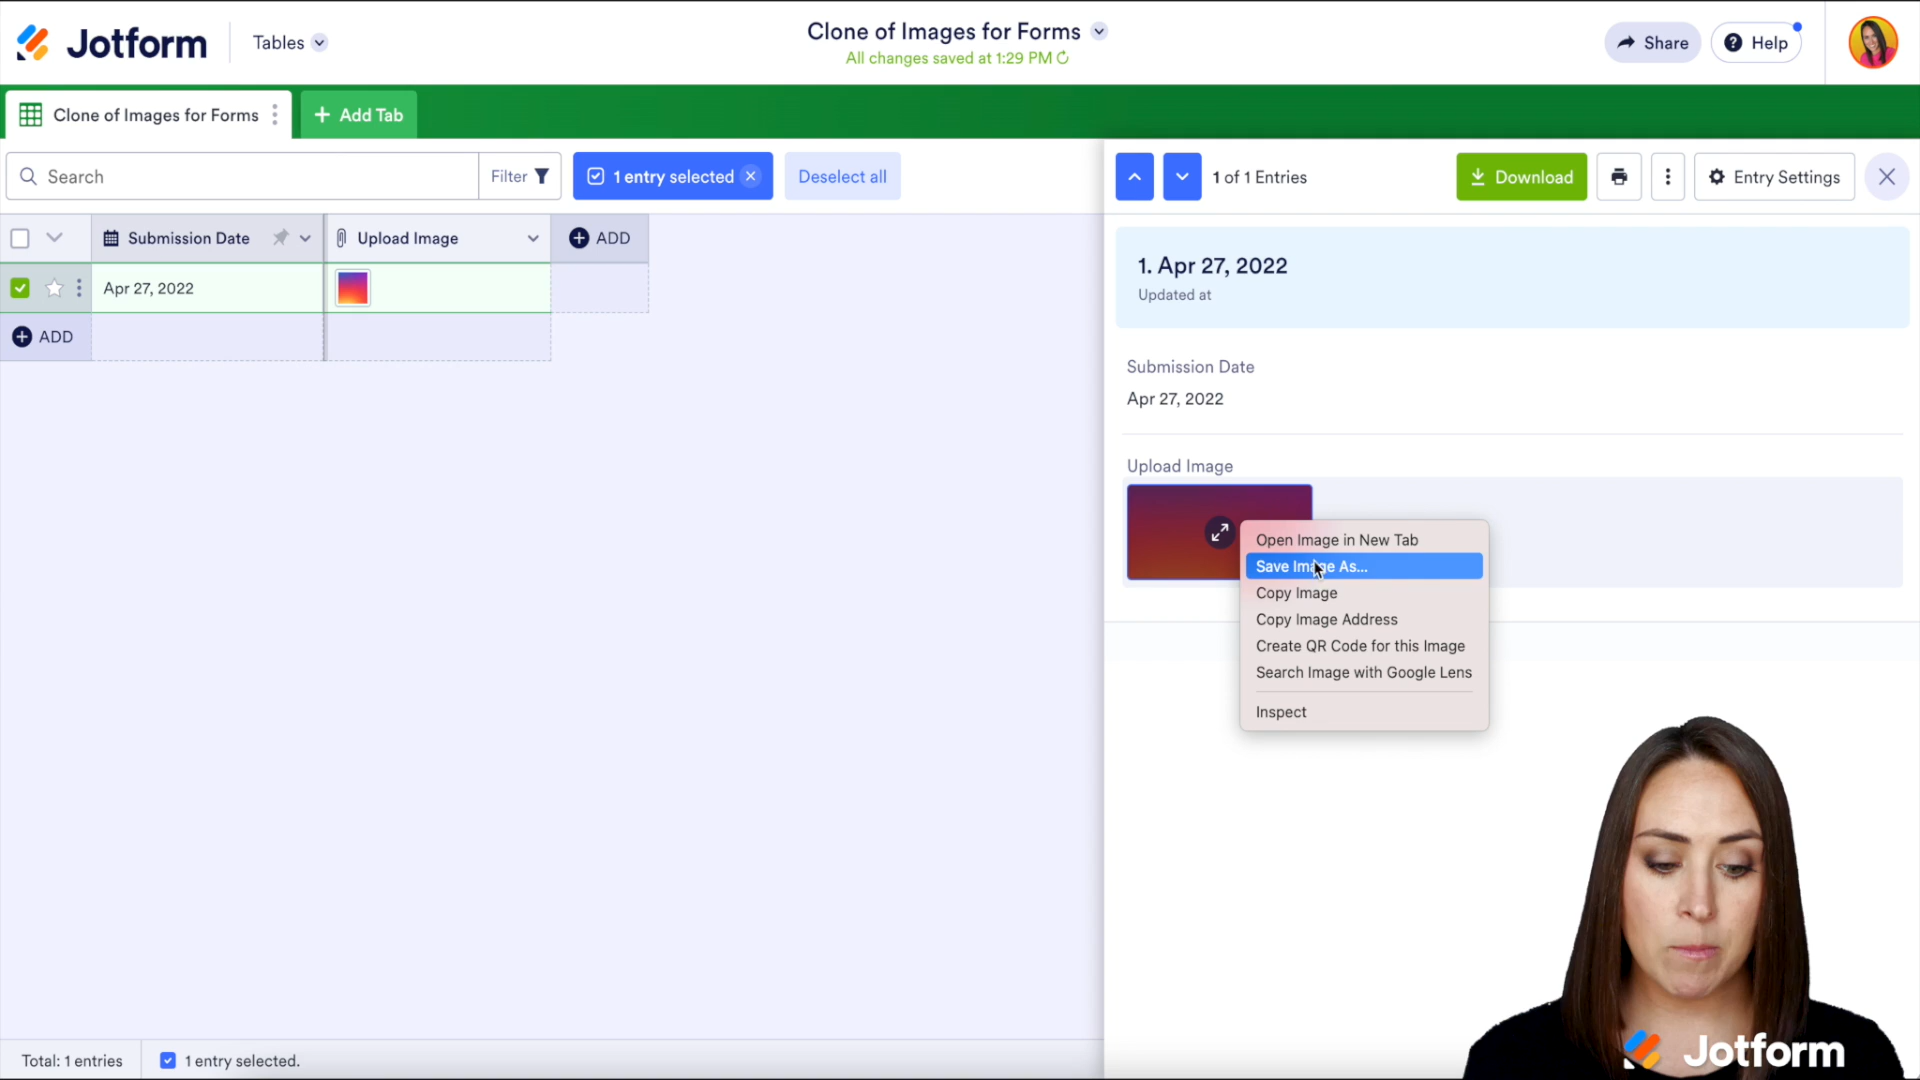 Jotform
Tables
Clone of Images for Forms
All changes saved at 1:29 PM
Share
Help
Clone of Images for Forms
+ Add Tab
Search
Filter
1 entry selected
Deselect all
1 of 1 Entries
Download
Entry Settings
Submission Date
Upload Image
ADD
Apr 27, 2022
ADD
1. Apr 27, 2022
Updated at
Submission Date
Apr 27, 2022
Upload Image
Open Image in New Tab
Save Image As...
Copy Image
Copy Image Address
Create QR Code for this Image
Search Image with Google Lens
Inspect
Total: 1 entries
1 entry selected.
Jotform